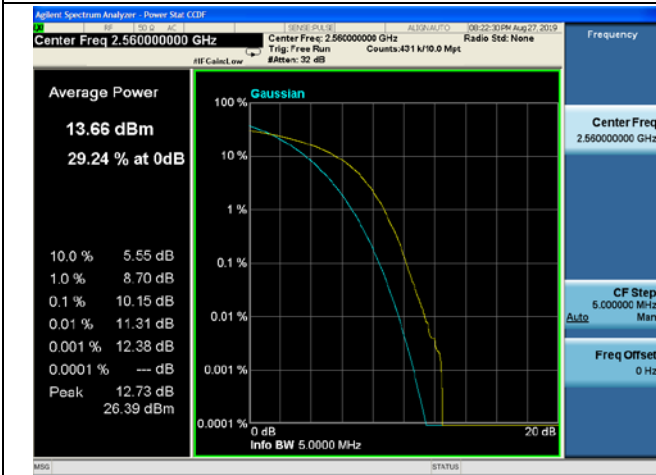 Agilent Spectrum Analyzer - Power Stat CCDF
RF 50 Ω AC SENSE:PULSE ALIGNAUTO 08:22:30 PM Aug 27, 2019
Center Freq 2.560000000 GHz
Center Freq: 2.560000000 GHz Radio Std: None
Trig: Free Run Counts:431 k/10.0 Mpt
#IFGain:Low #Atten: 32 dB
Frequency
Average Power
13.66 dBm
29.24 % at 0dB
10.0 % 5.55 dB
1.0 % 8.70 dB
0.1 % 10.15 dB
0.01 % 11.31 dB
0.001 % 12.38 dB
0.0001 % --- dB
Peak 12.73 dB
26.39 dBm
Gaussian
100 %
10 %
1 %
0.1 %
0.01 %
0.001 %
0.0001 %
0 dB 20 dB
Info BW 5.0000 MHz
Center Freq
2.560000000 GHz
CF Step
5.000000 MHz
Auto Man
Freq Offset
0 Hz
MSG STATUS